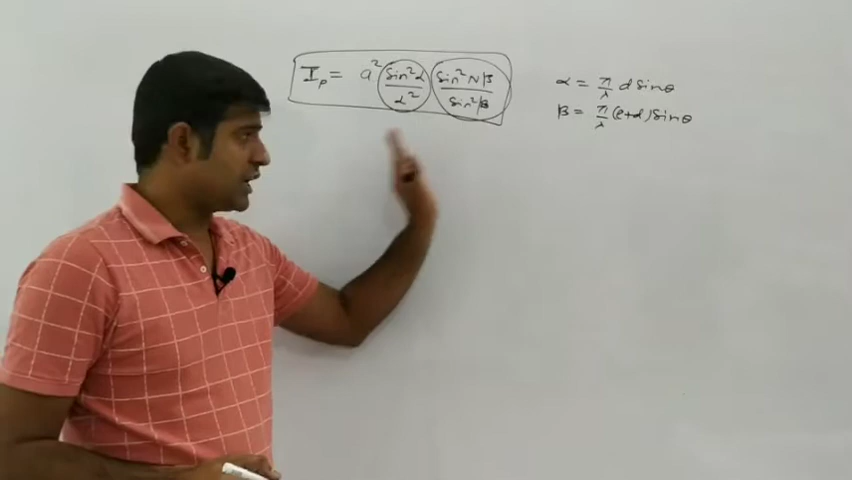 I_p = a² (sin²α / α²) (sin²Nβ / sin²β)
α = π/λ d sinθ
β = π/λ (e+d) sinθ